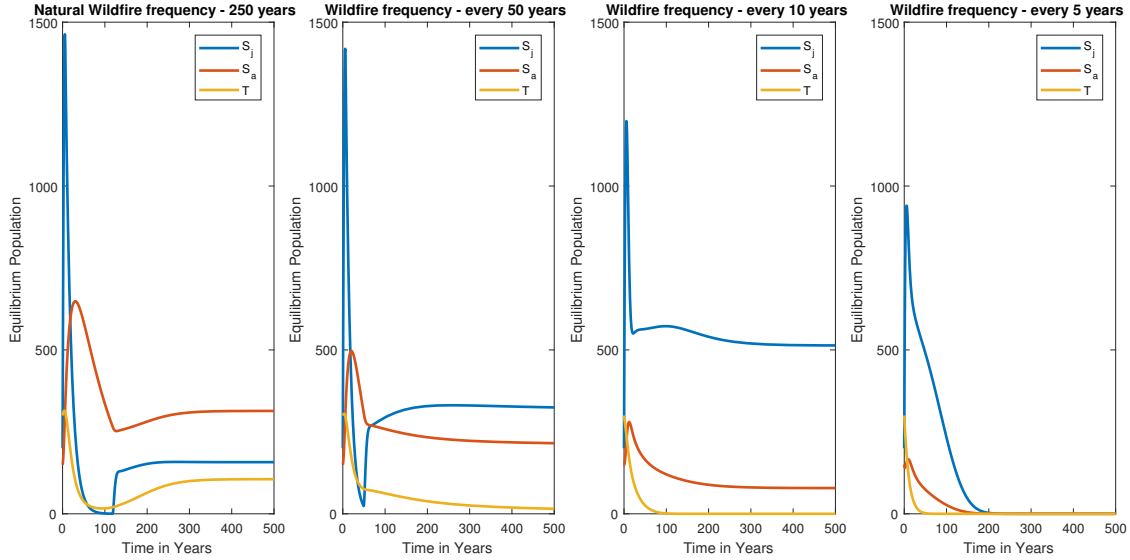 Natural Wildfire frequency - 250 years
1500
1000
500
0
Equilibrium Population
S_j
S_a
T
0 100 200 300 400 500
Time in Years
Wildfire frequency - every 50 years
1500
1000
500
0
Equilibrium Population
S_j
S_a
T
0 100 200 300 400 500
Time in Years
Wildfire frequency - every 10 years
1500
1000
500
0
Equilibrium Population
S_j
S_a
T
0 100 200 300 400 500
Time in Years
Wildfire frequency - every 5 years
1500
1000
500
0
Equilibrium Population
S_j
S_a
T
0 100 200 300 400 500
Time in Years